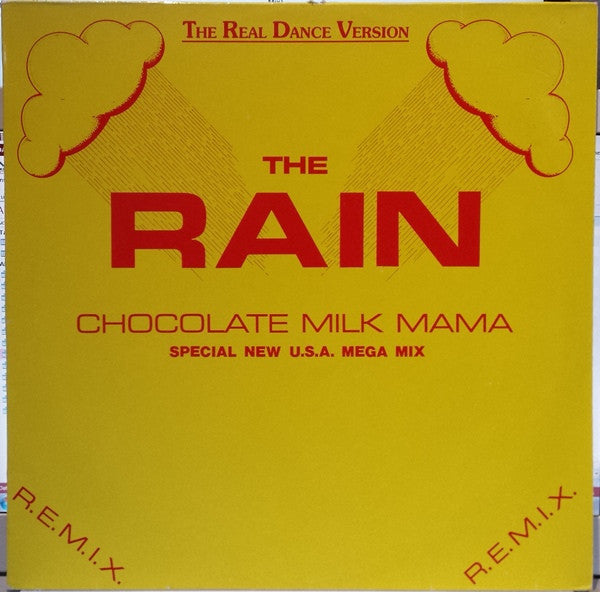 The Real Dance Version
THE
RAIN
CHOCOLATE MILK MAMA
SPECIAL NEW U.S.A. MEGA MIX
R.E.M.I.X.
R.E.M.I.X.